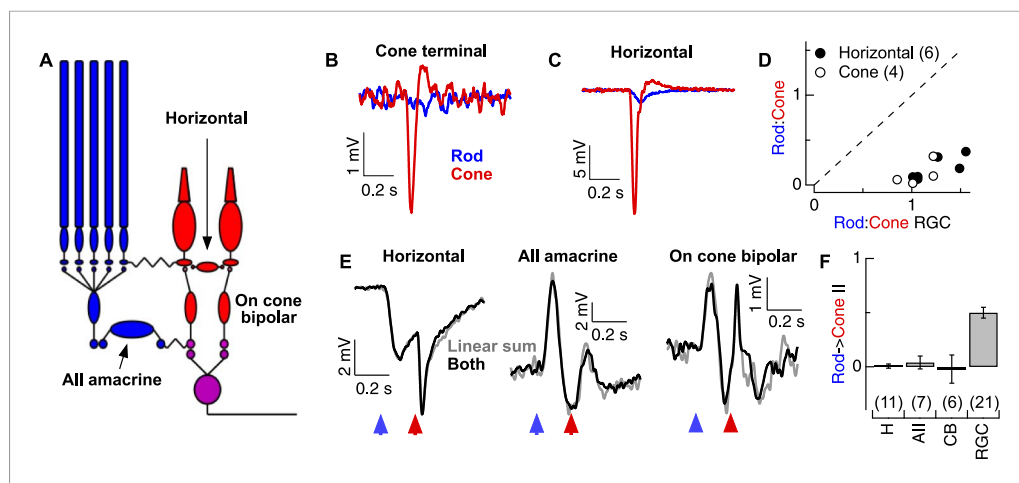 A
Horizontal
On cone
bipolar
AII amacrine
B
Cone terminal
1 mV
0.2 s
Rod
Cone
C
Horizontal
5 mV
0.2 s
D
Horizontal (6)
Cone (4)
Rod:Cone
1
0
0
1
Rod:Cone RGC
E
Horizontal
2 mV
0.2 s
Linear sum
Both
AII amacrine
2 mV
0.2 s
On cone bipolar
1 mV
0.2 s
F
Rod->Cone II
1
0
(11) (7) (6) (21)
H
AII
CB
RGC